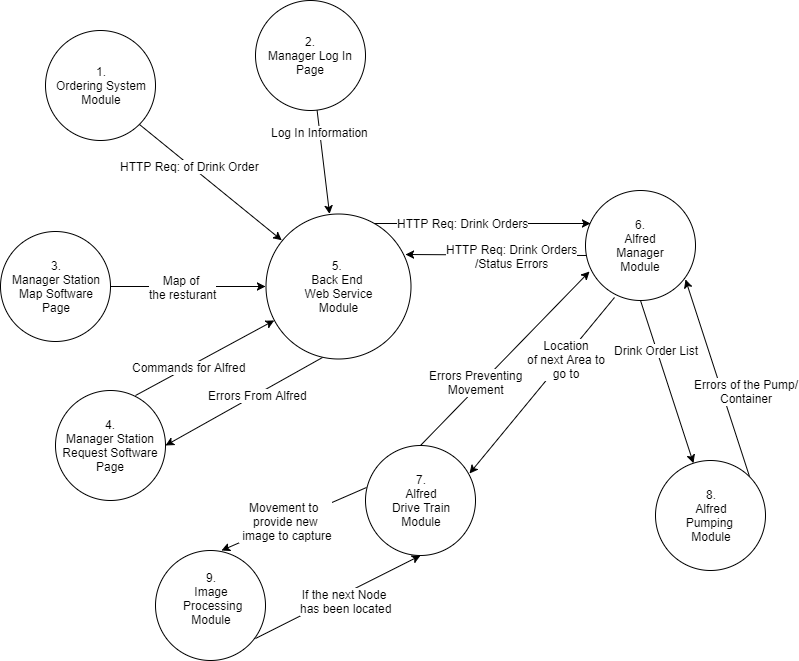 1.
Ordering System
Module
2.
Manager Log In
Page
Log In Information
HTTP Req: of Drink Order
3.
Manager Station
Map Software
Page
Map of
the resturant
5.
Back End
Web Service
Module
HTTP Req: Drink Orders
HTTP Req: Drink Orders
/Status Errors
6.
Alfred
Manager
Module
Commands for Alfred
Errors From Alfred
4.
Manager Station
Request Software
Page
Errors Preventing
Movement
Location
of next Area to
go to
Drink Order List
Errors of the Pump/
Container
7.
Alfred
Drive Train
Module
8.
Alfred
Pumping
Module
Movement to
provide new
image to capture
9.
Image
Processing
Module
If the next Node
has been located